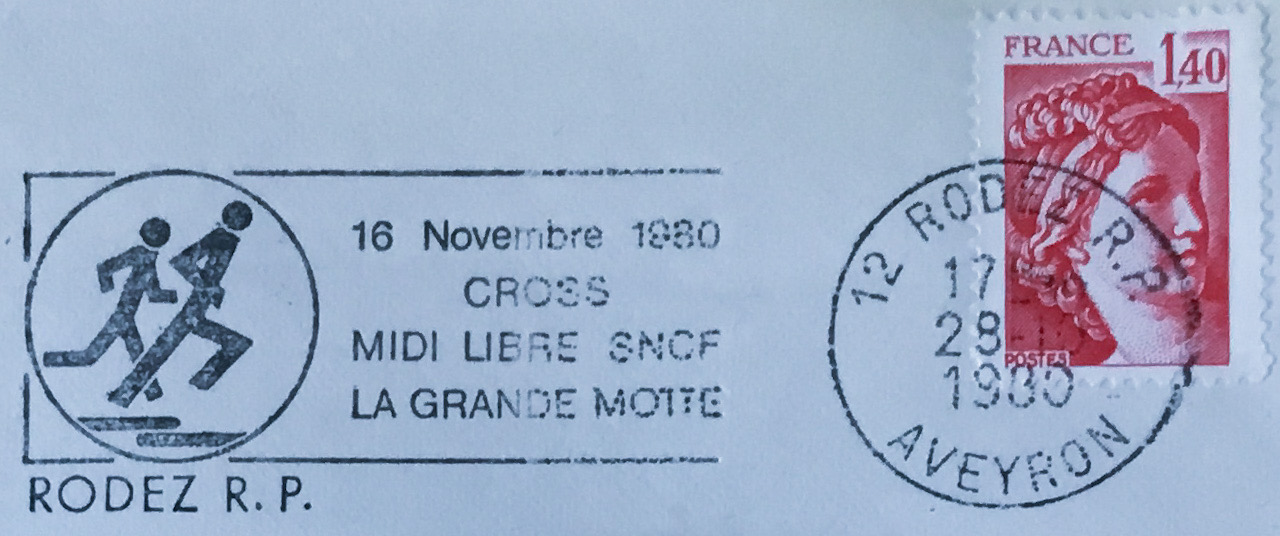 FRANCE 1,40
POSTES
16 Novembre 1980
CROSS
MIDI LIBRE SNCF
LA GRANDE MOTTE
RODEZ R. P.
12 RODEZ R.P.
17
28
1980
AVEYRON